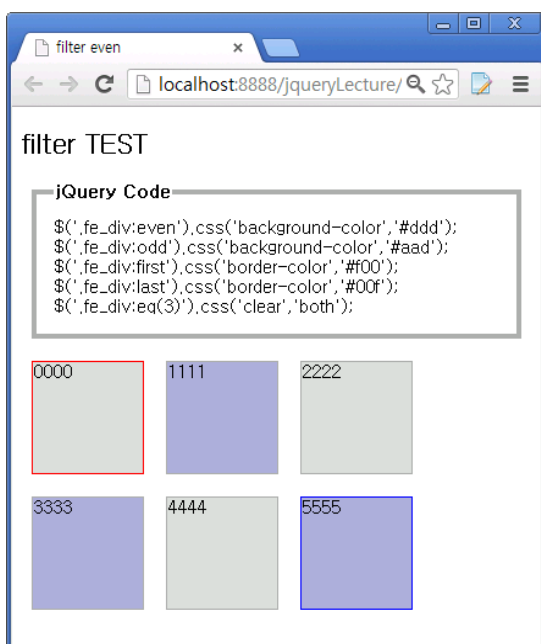 filter even
localhost:8888/jqueryLecture/
filter TEST
jQuery Code
$('.fe_div:even').css('background-color','#ddd');
$('.fe_div:odd').css('background-color','#aad');
$('.fe_div:first').css('border-color','#f00');
$('.fe_div:last').css('border-color','#00f');
$('.fe_div:eq(3)').css('clear','both');
0000 1111 2222
3333 4444 5555